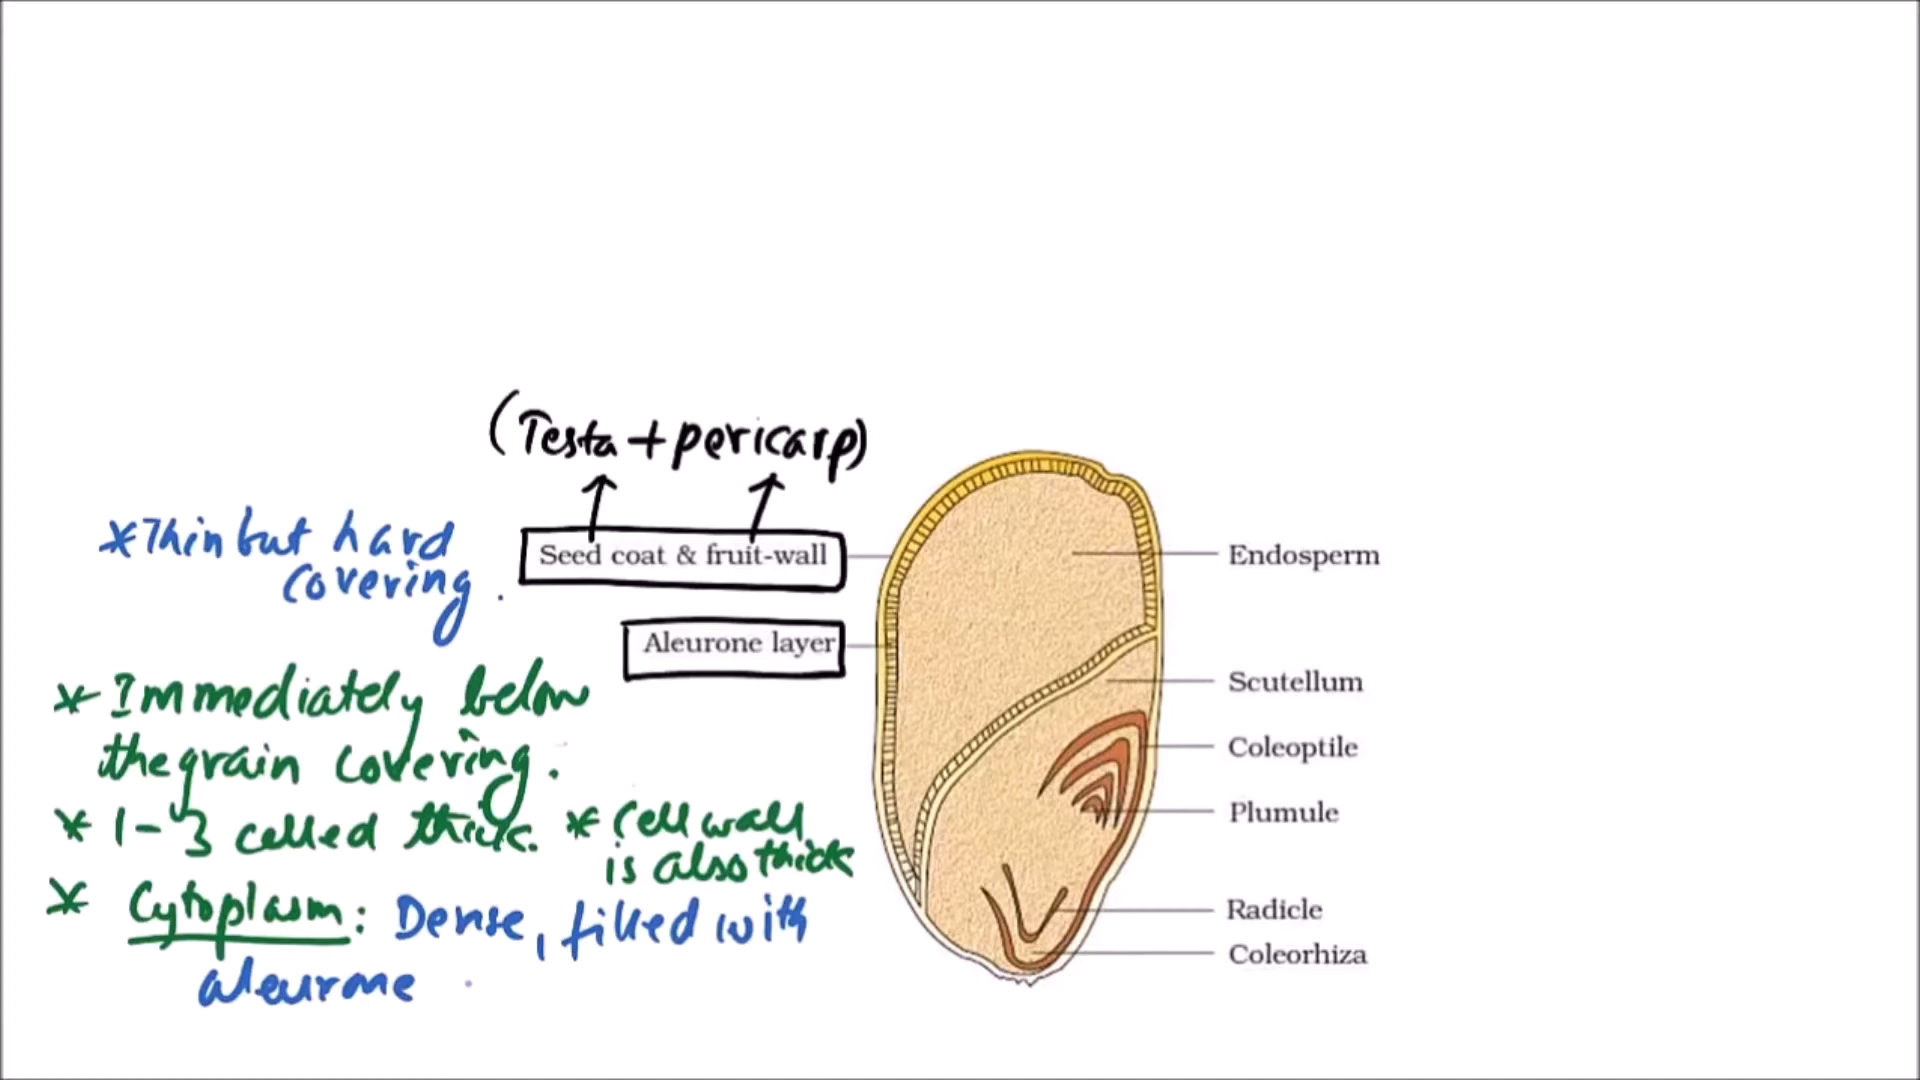 (Testa + pericarp)
* Thin but hard
covering.
Seed coat & fruit-wall
Aleurone layer
* Immediately below
the grain covering.
* 1-3 celled thick.
* Cell wall
is also thick
* Cytoplasm: Dense, filled with
aleurone
Endosperm
Scutellum
Coleoptile
Plumule
Radicle
Coleorhiza